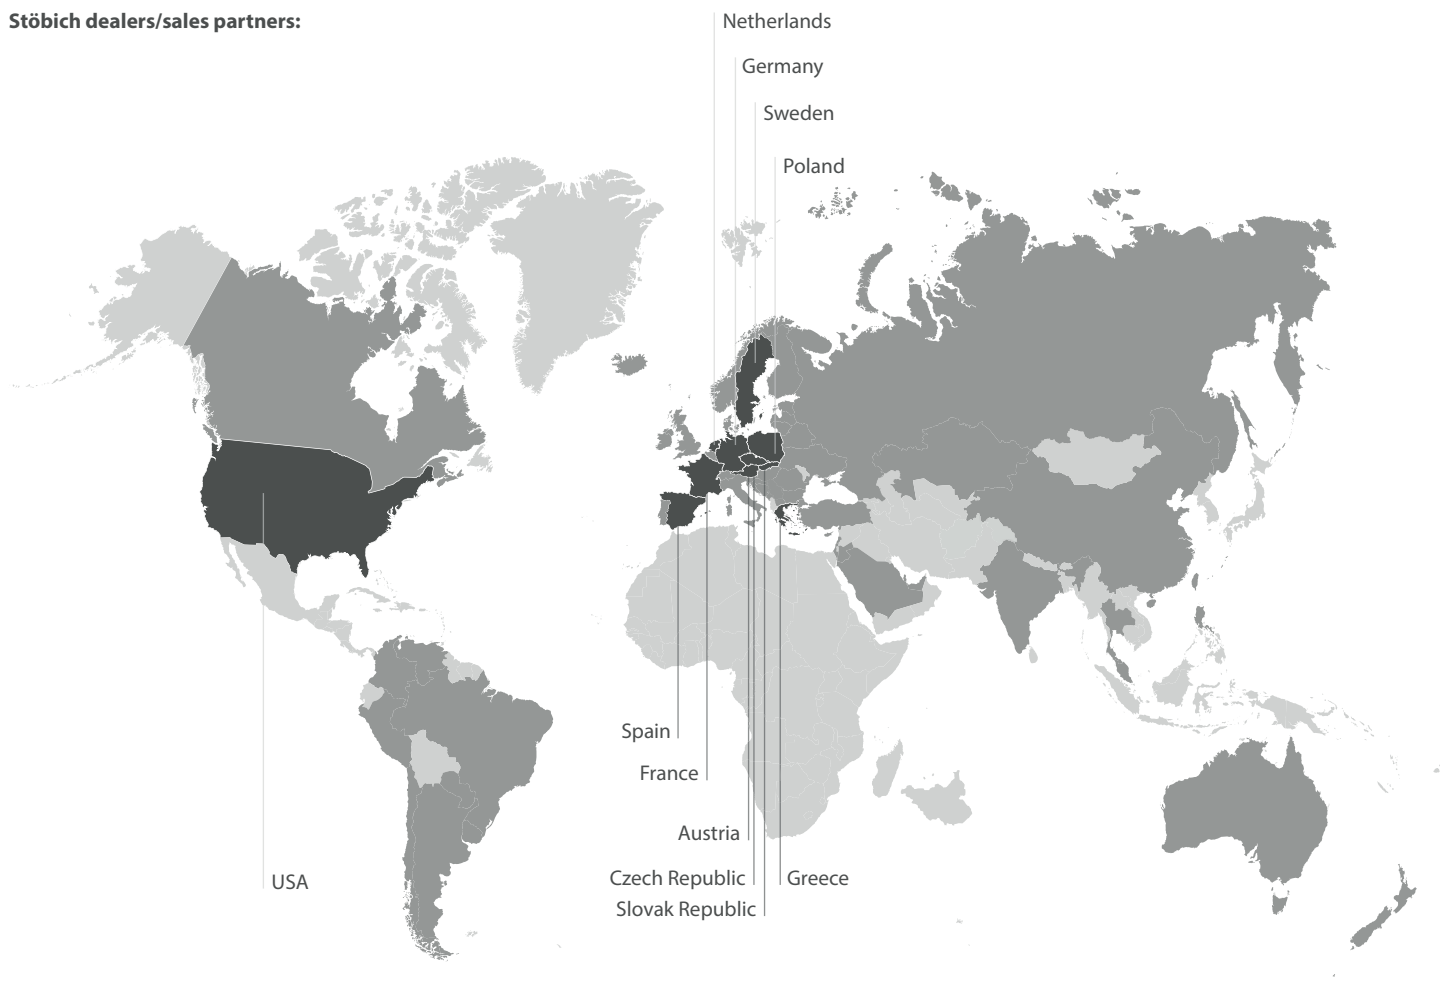 Stöbich dealers/sales partners:
Netherlands
Germany
Sweden
Poland
Spain
France
Austria
USA
Czech Republic
Greece
Slovak Republic